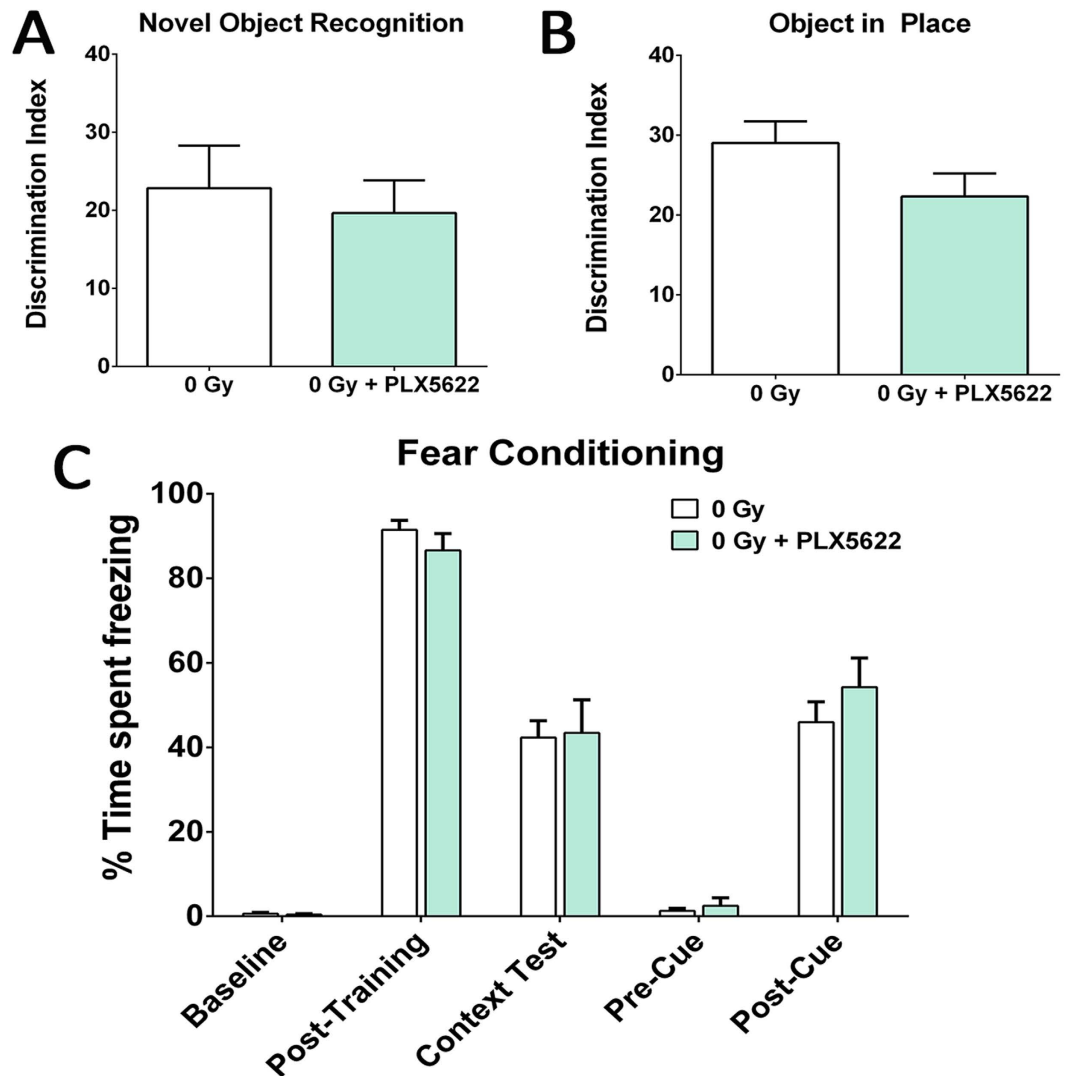 A
Novel Object Recognition
Discrimination Index
40
30
20
10
0
0 Gy
0 Gy + PLX5622
B
Object in Place
Discrimination Index
40
30
20
10
0
0 Gy
0 Gy + PLX5622
C
Fear Conditioning
% Time spent freezing
100
80
60
40
20
0
0 Gy
0 Gy + PLX5622
Baseline
Post-Training
Context Test
Pre-Cue
Post-Cue